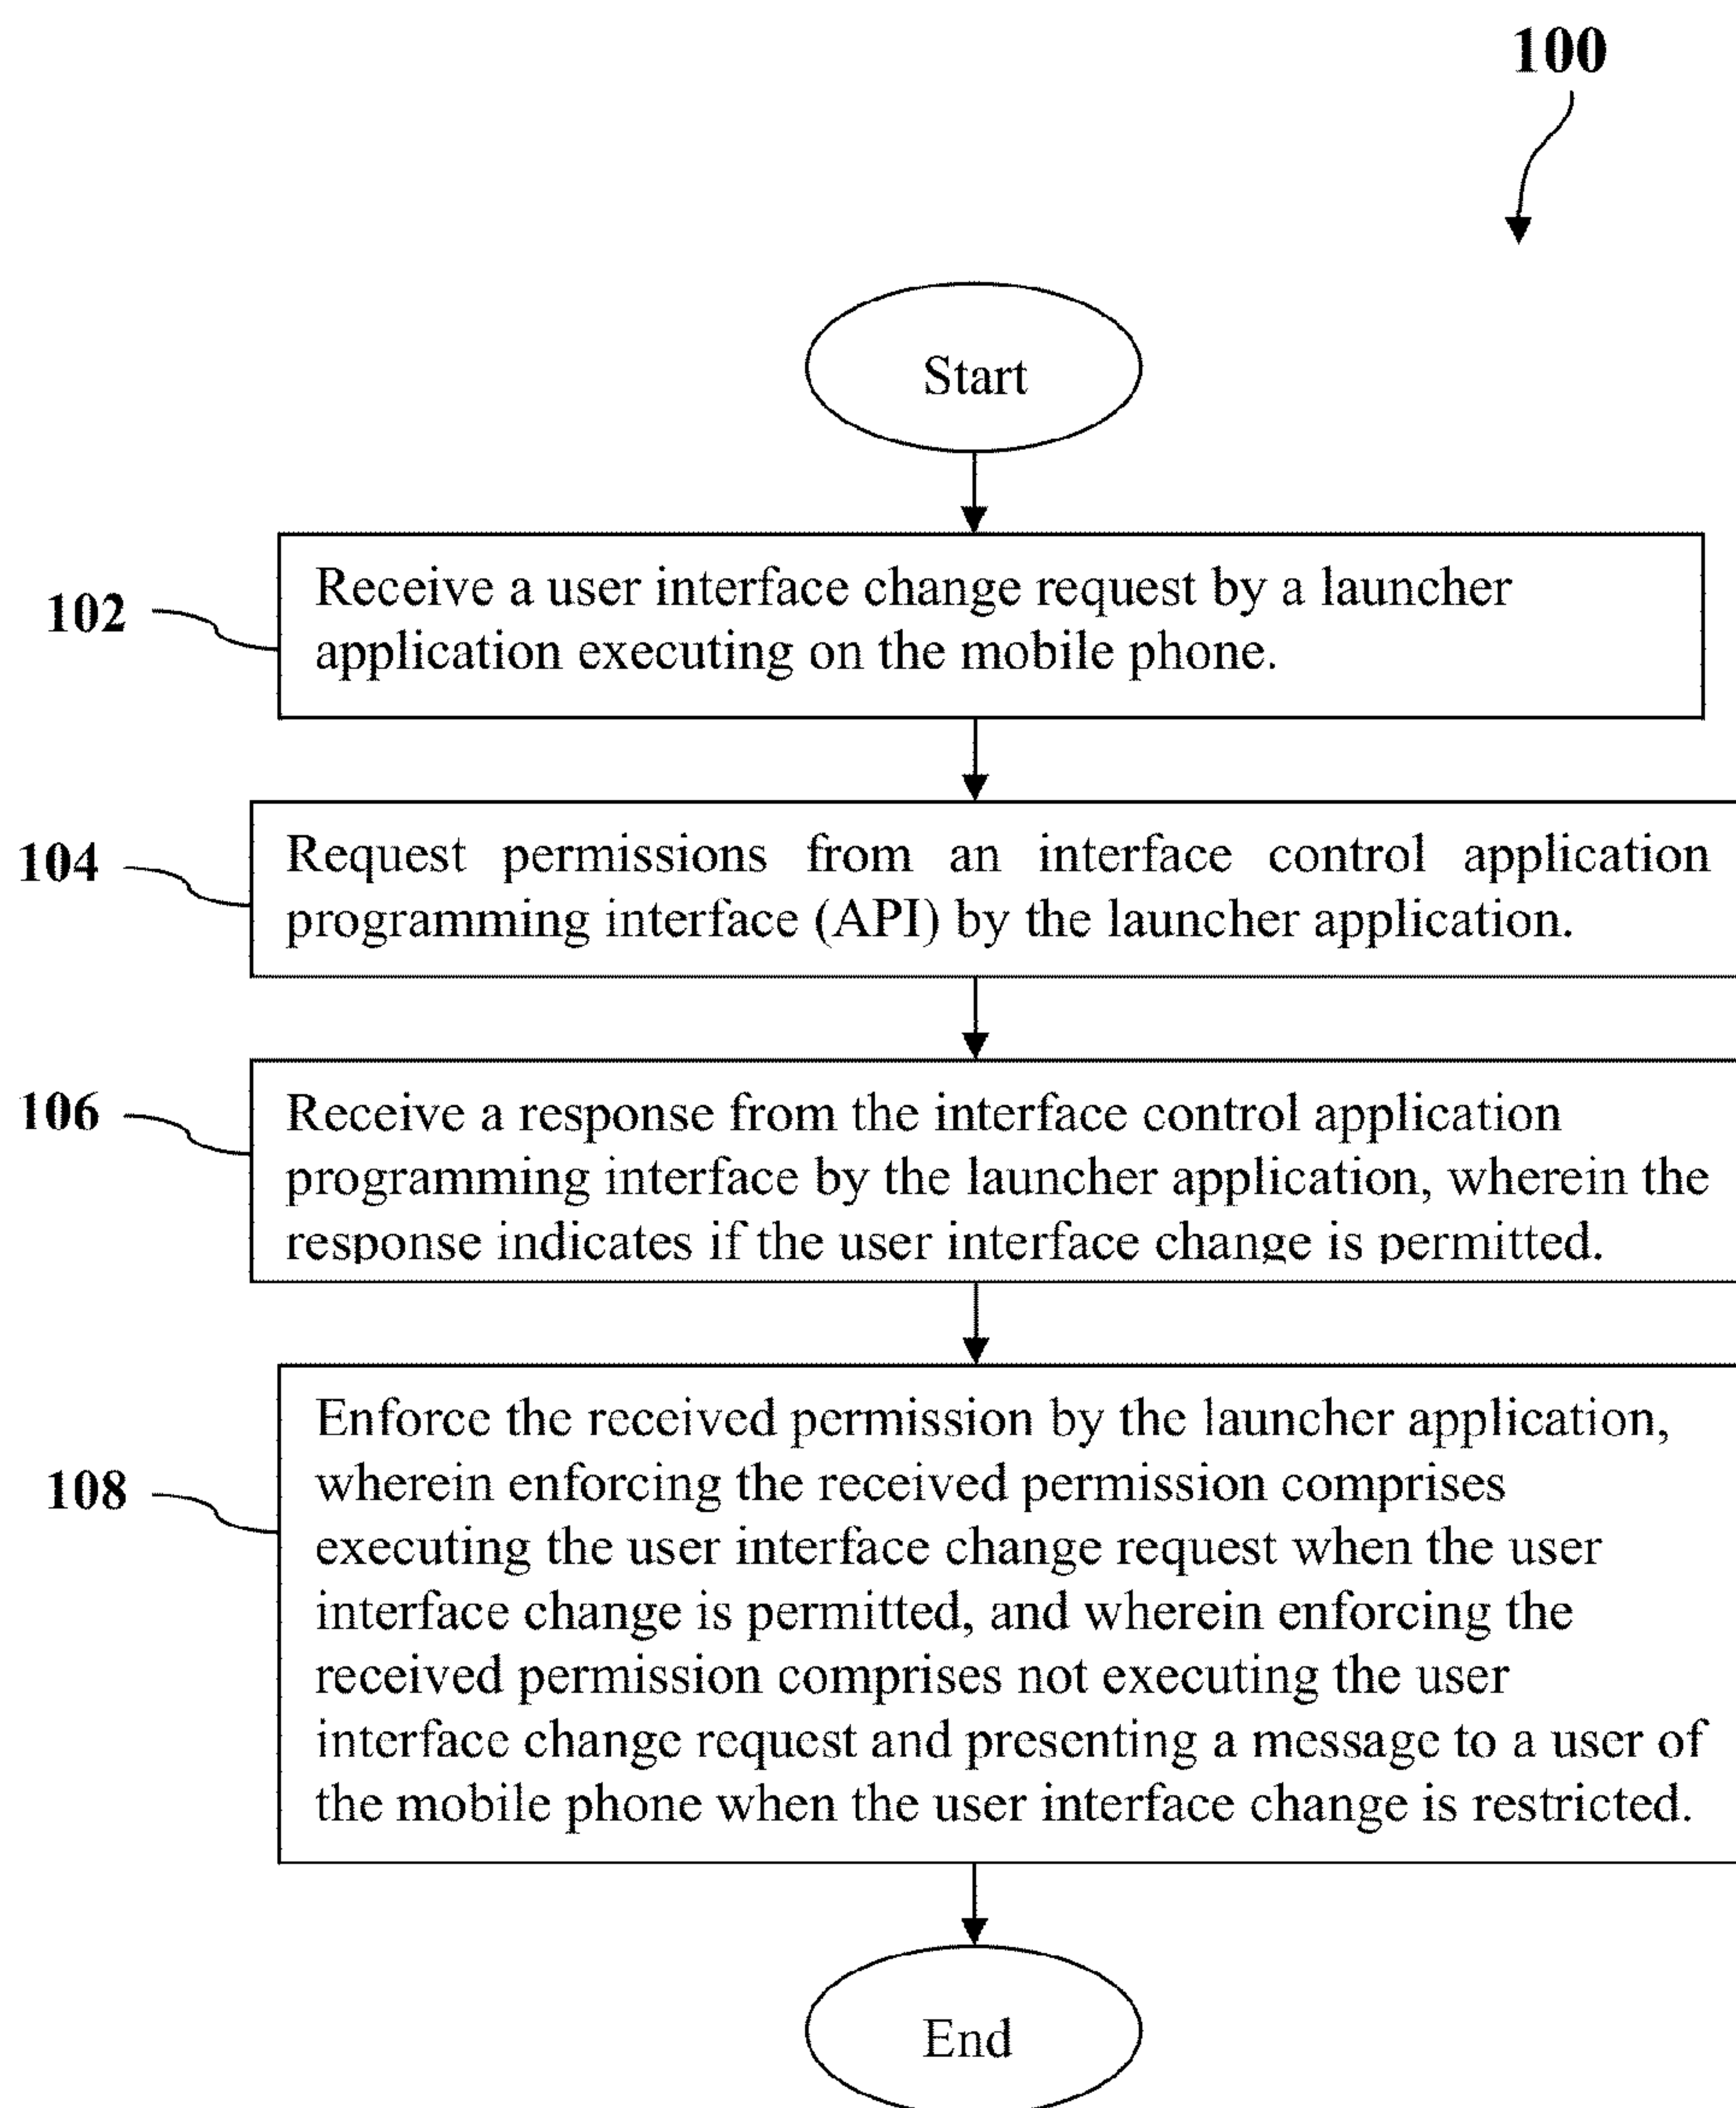 100
Start
102
Receive a user interface change request by a launcher
application executing on the mobile phone.
104
Request permissions from an interface control application
programming interface (API) by the launcher application.
106
Receive a response from the interface control application
programming interface by the launcher application, wherein the
response indicates if the user interface change is permitted.
108
Enforce the received permission by the launcher application,
wherein enforcing the received permission comprises
executing the user interface change request when the user
interface change is permitted, and wherein enforcing the
received permission comprises not executing the user
interface change request and presenting a message to a user of
the mobile phone when the user interface change is restricted.
End